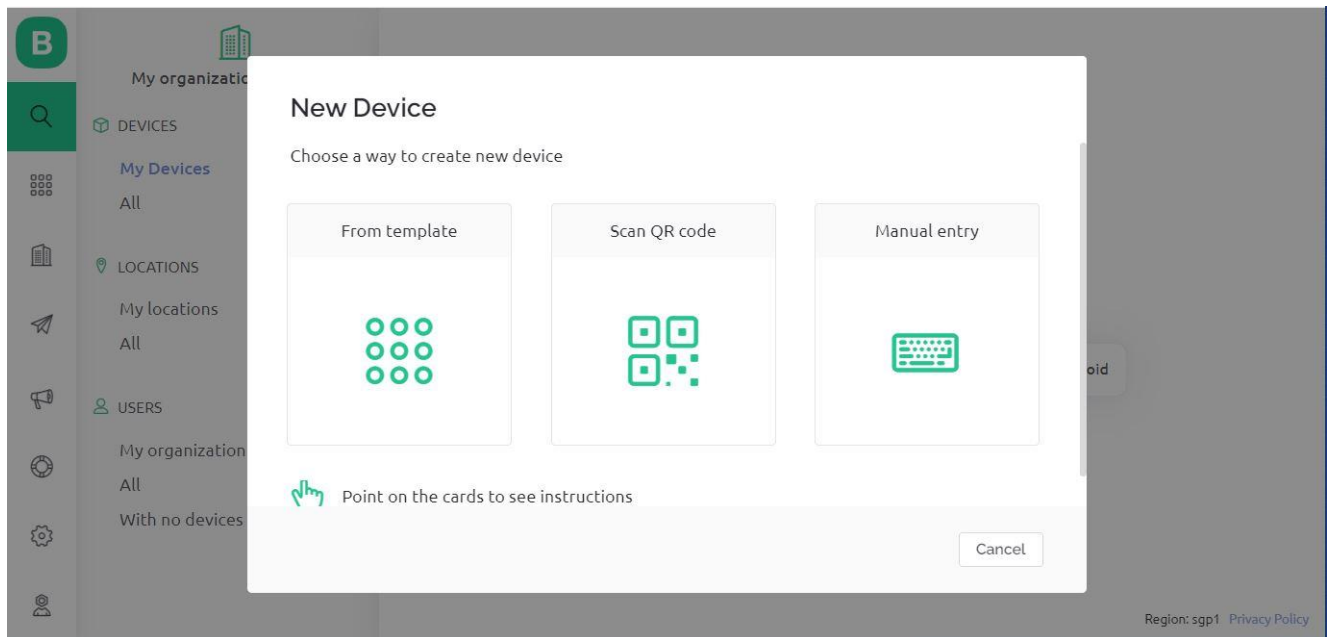 B
My organizatio
DEVICES
My Devices
All
LOCATIONS
My locations
All
USERS
My organization
All
With no devices
New Device
Choose a way to create new device
From template
Scan QR code
Manual entry
Point on the cards to see instructions
Cancel
oid
Region: sgp1 Privacy Policy